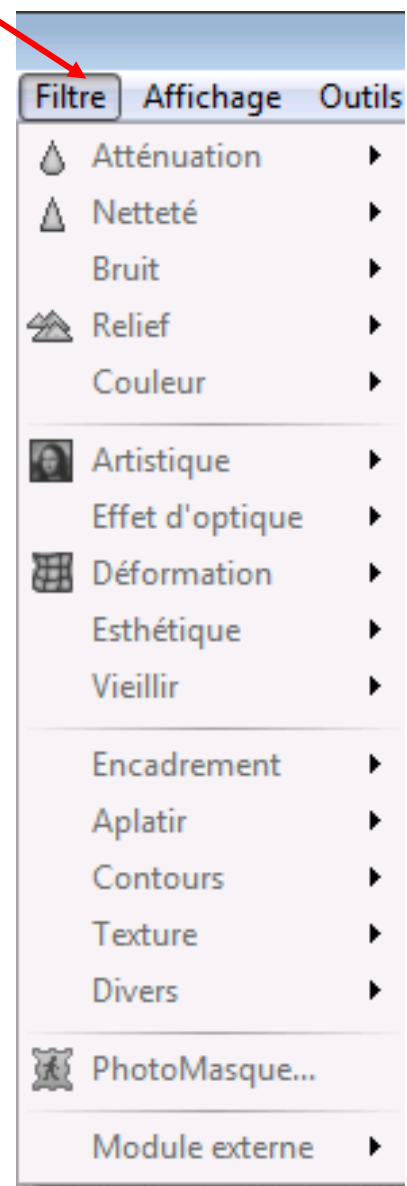 Filtre Affichage Outils
Atténuation
Netteté
Bruit
Relief
Couleur
Artistique
Effet d'optique
Déformation
Esthétique
Vieillir
Encadrement
Aplatir
Contours
Texture
Divers
PhotoMasque...
Module externe